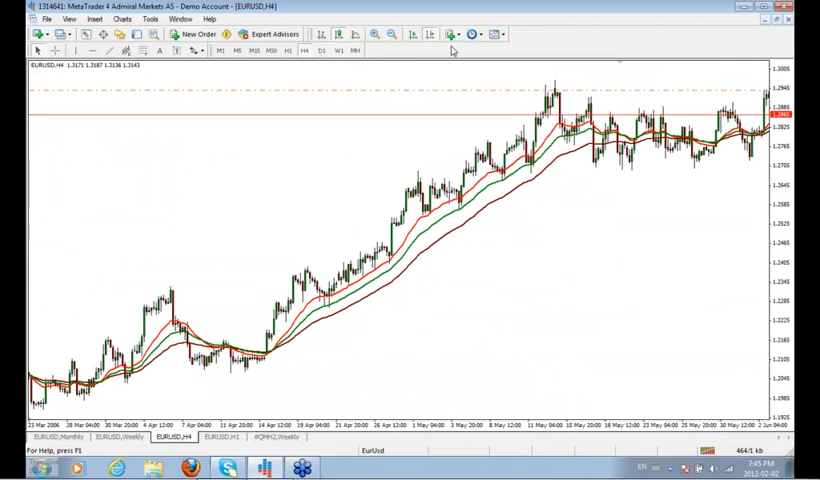 1314641: MetaTrader 4 Admiral Markets AS - Demo Account - [EURUSD,H4]
File View Insert Charts Tools Window Help
New Order Expert Advisors
A T M1 M5 M15 M30 H1 H4 D1 W1 MN
EURUSD,H4 1.3171 1.3187 1.3136 1.3143
1.3005
1.2945
1.2885
1.2865
1.2825
1.2765
1.2705
1.2645
1.2585
1.2525
1.2465
1.2405
1.2345
1.2285
1.2225
1.2165
1.2105
1.2045
1.1985
1.1925
23 Mar 2006 28 Mar 04:00 30 Mar 20:00 4 Apr 12:00 7 Apr 04:00 11 Apr 20:00 14 Apr 12:00 19 Apr 04:00 21 Apr 20:00 26 Apr 12:00 1 May 04:00 3 May 20:00 8 May 12:00 11 May 04:00 15 May 20:00 18 May 12:00 23 May 04:00 25 May 20:00 30 May 12:00 2 Jun 04:00
EURUSD,Monthly EURUSD,Weekly EURUSD,H4 EURUSD,H1 #QMH2,Weekly
For Help, press F1 EurUsd 464/1 kb
EN 7:45 PM
2012-02-02